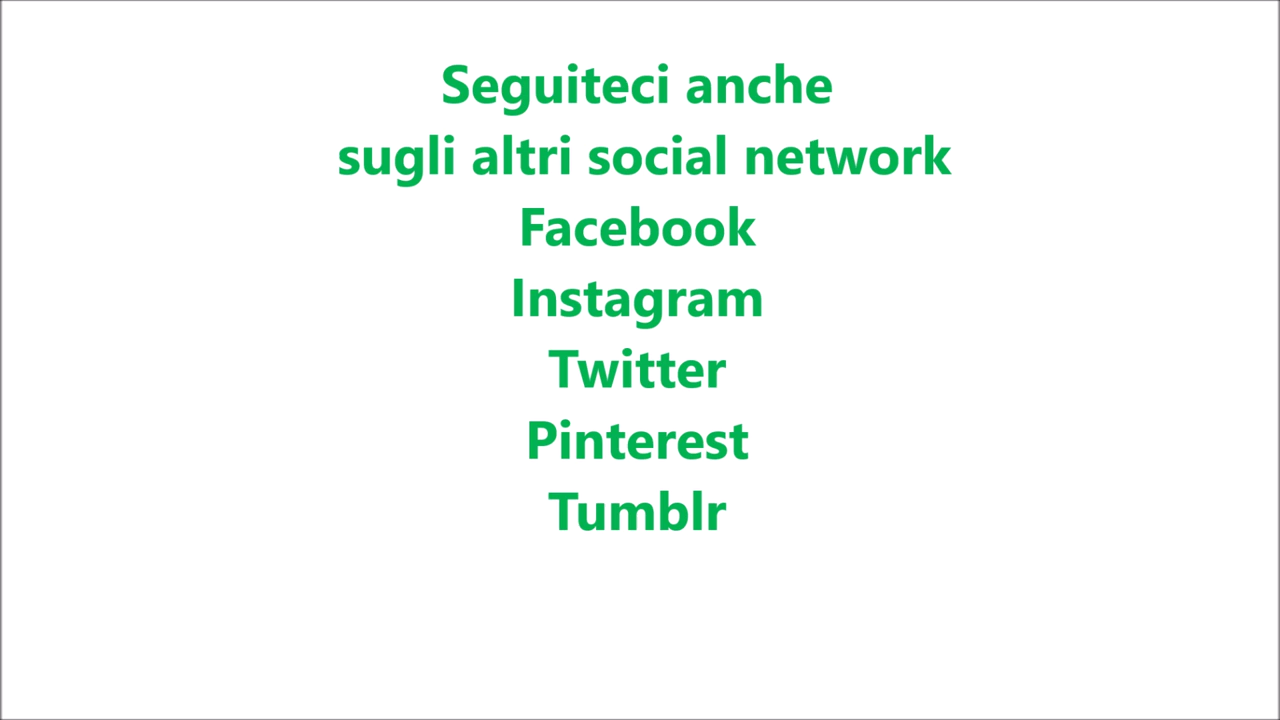 Seguiteci anche
sugli altri social network
Facebook
Instagram
Twitter
Pinterest
Tumblr